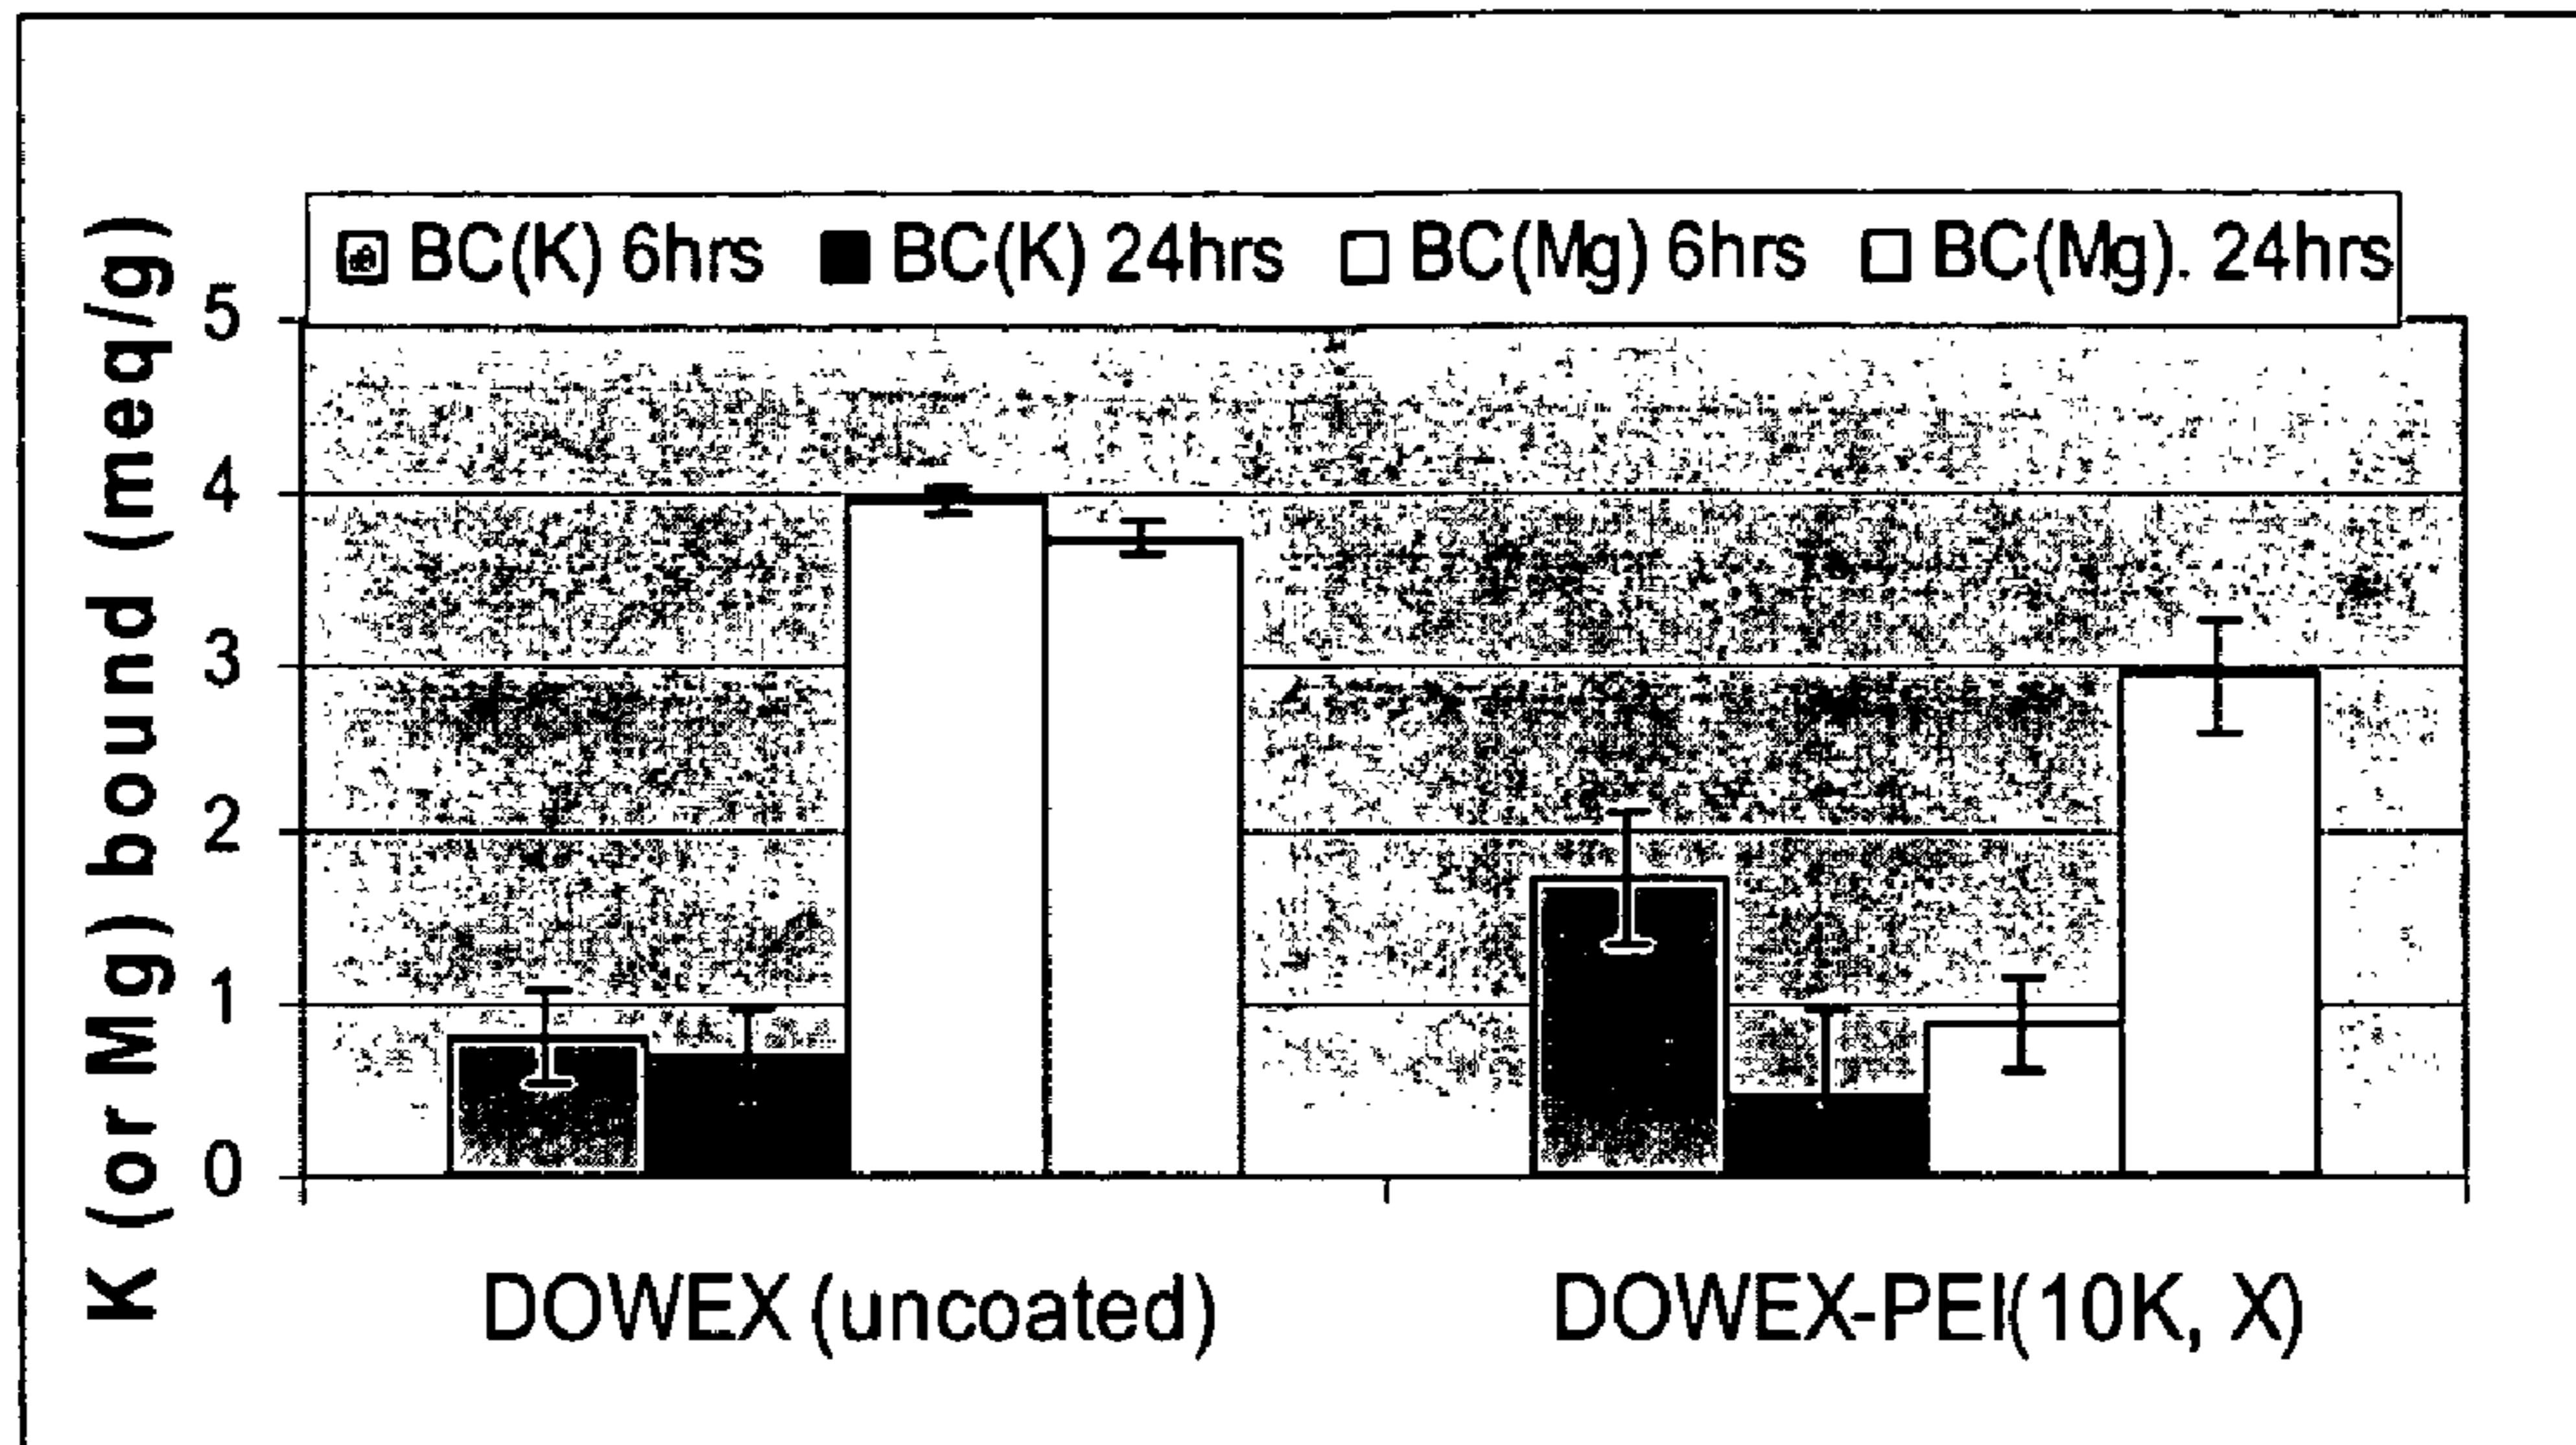 BC(K) 6hrs BC(K) 24hrs BC(Mg) 6hrs BC(Mg). 24hrs
K (or Mg) bound (meq/g)
5
4
3
2
1
0
DOWEX (uncoated) DOWEX-PEI(10K, X)